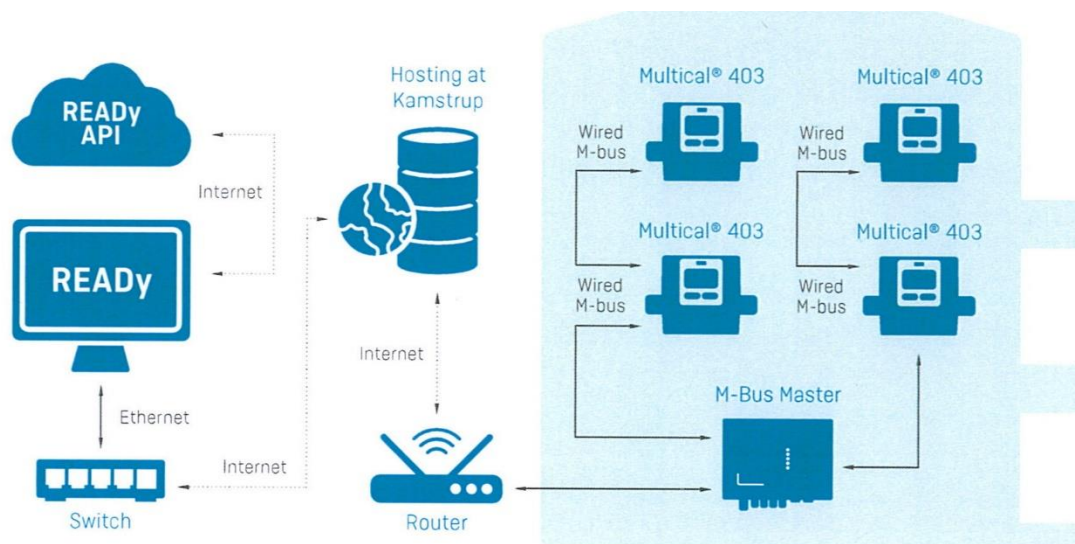 READy
API
Internet
READy
Ethernet
Switch
Internet
Hosting at
Kamstrup
Internet
Router
Multical® 403
Multical® 403
Wired
M-bus
Wired
M-bus
Multical® 403
Multical® 403
Wired
M-bus
Wired
M-bus
M-Bus Master